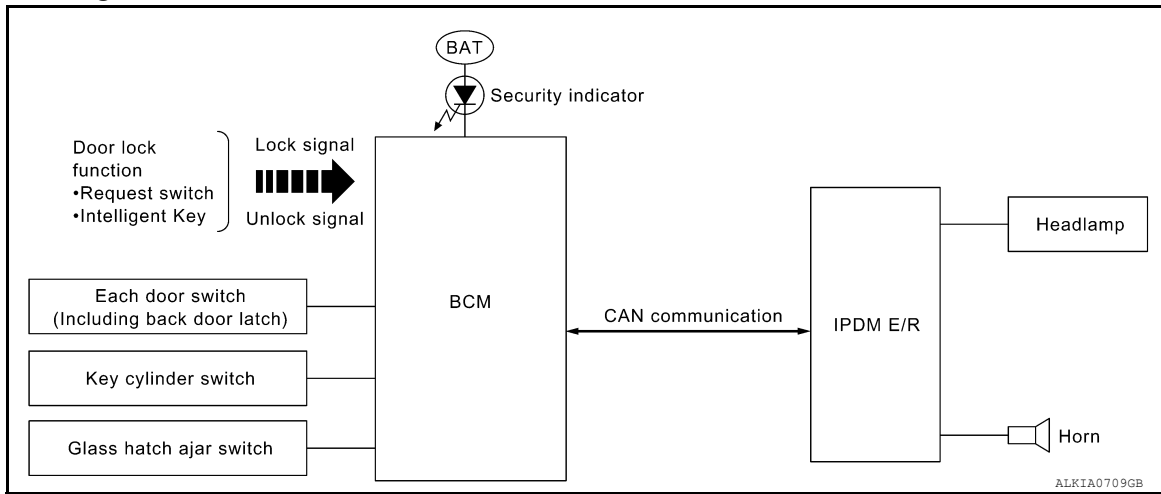 BAT
Security indicator
Door lock
function
•Request switch
•Intelligent Key
Lock signal
Unlock signal
Each door switch
(Including back door latch)
Key cylinder switch
Glass hatch ajar switch
BCM
CAN communication
IPDM E/R
Headlamp
Horn
ALKIA0709GB